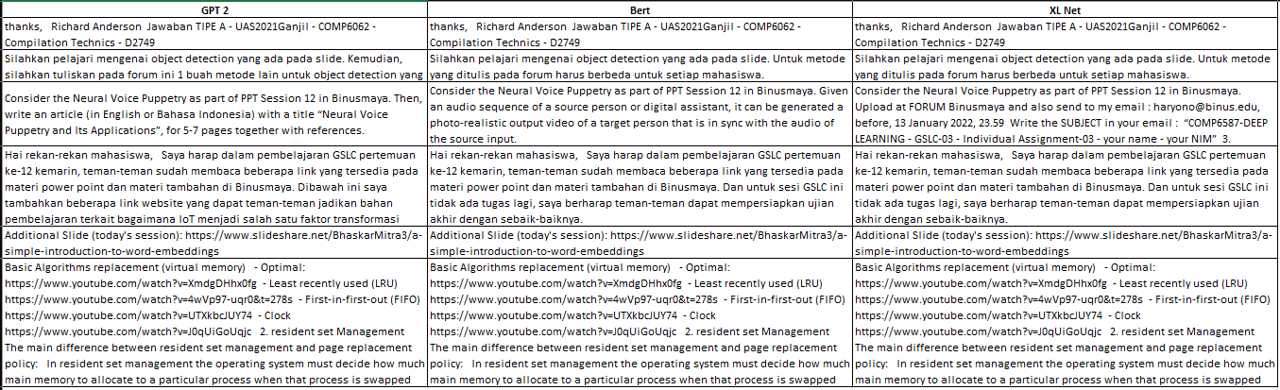 GPT 2
Bert
XL Net
thanks,   Richard Anderson  Jawaban TIPE A - UAS2021Ganjil - COMP6062 -
Compilation Technics - D2749
thanks,   Richard Anderson  Jawaban TIPE A - UAS2021Ganjil - COMP6062 -
Compilation Technics - D2749
thanks,   Richard Anderson  Jawaban TIPE A - UAS2021Ganjil - COMP6062 -
Compilation Technics - D2749
Silahkan pelajari mengenai object detection yang ada pada slide. Kemudian,
silahkan tuliskan pada forum ini 1 buah metode lain untuk object detection yang
Silahkan pelajari mengenai object detection yang ada pada slide. Untuk metode
yang ditulis pada forum harus berbeda untuk setiap mahasiswa.
Silahkan pelajari mengenai object detection yang ada pada slide. Untuk metode
yang ditulis pada forum harus berbeda untuk setiap mahasiswa.
Consider the Neural Voice Puppetry as part of PPT Session 12 in Binusmaya. Then,
write an article (in English or Bahasa Indonesia) with a title “Neural Voice
Puppetry and Its Applications”, for 5-7 pages together with references.
Consider the Neural Voice Puppetry as part of PPT Session 12 in Binusmaya. Given
an audio sequence of a source person or digital assistant, it can be generated a
photo-realistic output video of a target person that is in sync with the audio of
the source input.
Consider the Neural Voice Puppetry as part of PPT Session 12 in Binusmaya.
Upload at FORUM Binusmaya and also send to my email : haryono@binus.edu,
before, 13 January 2022, 23.59  Write the SUBJECT in your email :  “COMP6587-DEEP
LEARNING - GSLC-03 - Individual Assignment-03 - your name - your NIM”  3.
Hai rekan-rekan mahasiswa,   Saya harap dalam pembelajaran GSLC pertemuan
ke-12 kemarin, teman-teman sudah membaca beberapa link yang tersedia pada
materi power point dan materi tambahan di Binusmaya. Dibawah ini saya
tambahkan beberapa link website yang dapat teman-teman jadikan bahan
pembelajaran terkait bagaimana IoT menjadi salah satu faktor transformasi
Hai rekan-rekan mahasiswa,   Saya harap dalam pembelajaran GSLC pertemuan
ke-12 kemarin, teman-teman sudah membaca beberapa link yang tersedia pada
materi power point dan materi tambahan di Binusmaya. Dan untuk sesi GSLC ini
tidak ada tugas lagi, saya berharap teman-teman dapat mempersiapkan ujian
akhir dengan sebaik-baiknya.
Hai rekan-rekan mahasiswa,   Saya harap dalam pembelajaran GSLC pertemuan
ke-12 kemarin, teman-teman sudah membaca beberapa link yang tersedia pada
materi power point dan materi tambahan di Binusmaya. Dan untuk sesi GSLC ini
tidak ada tugas lagi, saya berharap teman-teman dapat mempersiapkan ujian
akhir dengan sebaik-baiknya.
Additional Slide (today's session): https://www.slideshare.net/BhaskarMitra3/a-
simple-introduction-to-word-embeddings
Additional Slide (today's session): https://www.slideshare.net/BhaskarMitra3/a-
simple-introduction-to-word-embeddings
Additional Slide (today's session): https://www.slideshare.net/BhaskarMitra3/a-
simple-introduction-to-word-embeddings
Basic Algorithms replacement (virtual memory)   - Optimal:
https://www.youtube.com/watch?v=XmdgDHhx0fg  - Least recently used (LRU)
https://www.youtube.com/watch?v=4wVp97-uqr0&t=278s  - First-in-first-out (FIFO)
https://www.youtube.com/watch?v=UTXkbcJUY74  - Clock
https://www.youtube.com/watch?v=J0qUiGoUqjc   2. resident set Management
The main difference between resident set management and page replacement
policy:   In resident set management the operating system must decide how much
main memory to allocate to a particular process when that process is swapped
Basic Algorithms replacement (virtual memory)   - Optimal:
https://www.youtube.com/watch?v=XmdgDHhx0fg  - Least recently used (LRU)
https://www.youtube.com/watch?v=4wVp97-uqr0&t=278s  - First-in-first-out (FIFO)
https://www.youtube.com/watch?v=UTXkbcJUY74  - Clock
https://www.youtube.com/watch?v=J0qUiGoUqjc   2. resident set Management
The main difference between resident set management and page replacement
policy:   In resident set management the operating system must decide how much
main memory to allocate to a particular process when that process is swapped
Basic Algorithms replacement (virtual memory)   - Optimal:
https://www.youtube.com/watch?v=XmdgDHhx0fg  - Least recently used (LRU)
https://www.youtube.com/watch?v=4wVp97-uqr0&t=278s  - First-in-first-out (FIFO)
https://www.youtube.com/watch?v=UTXkbcJUY74  - Clock
https://www.youtube.com/watch?v=J0qUiGoUqjc   2. resident set Management
The main difference between resident set management and page replacement
policy:   In resident set management the operating system must decide how much
main memory to allocate to a particular process when that process is swapped